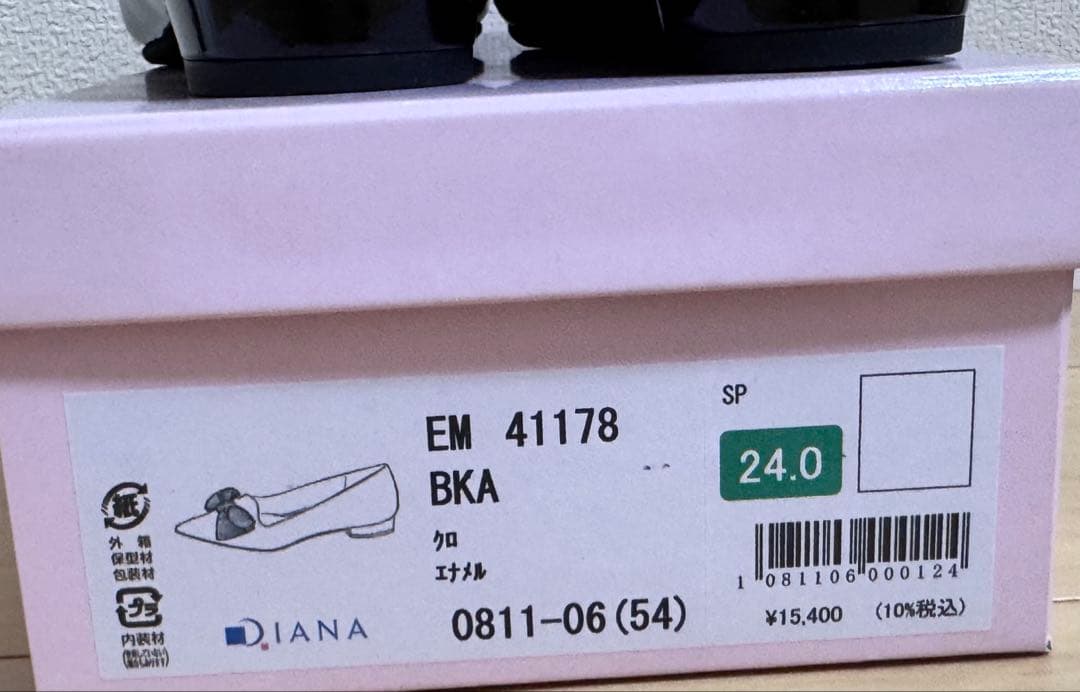 EM 41178
BKA
クロ
エナメル
0811-06(54)
SP
24.0
1 081106 000124
¥15,400 (10%税込)
紙
外 箱
保型材
包装材
プラ
内装材
DIANA